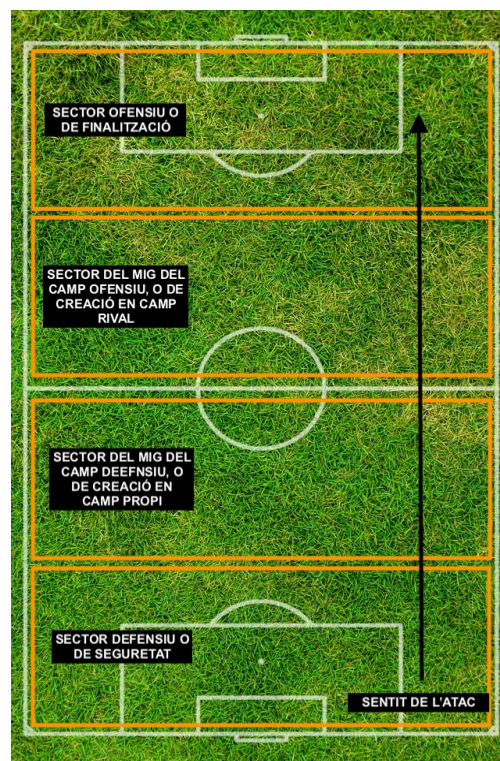 SECTOR OFENSIU O
DE FINALITZACIÓ
SECTOR DEL MIG DEL
CAMP OFENSIU, O DE
CREACIÓ EN CAMP
RIVAL
SECTOR DEL MIG DEL
CAMP DEEFNSIU, O
DE CREACIÓ EN
CAMP PROPI
SECTOR DEFENSIU O
DE SEGURETAT
SENTIT DE L'ATAC